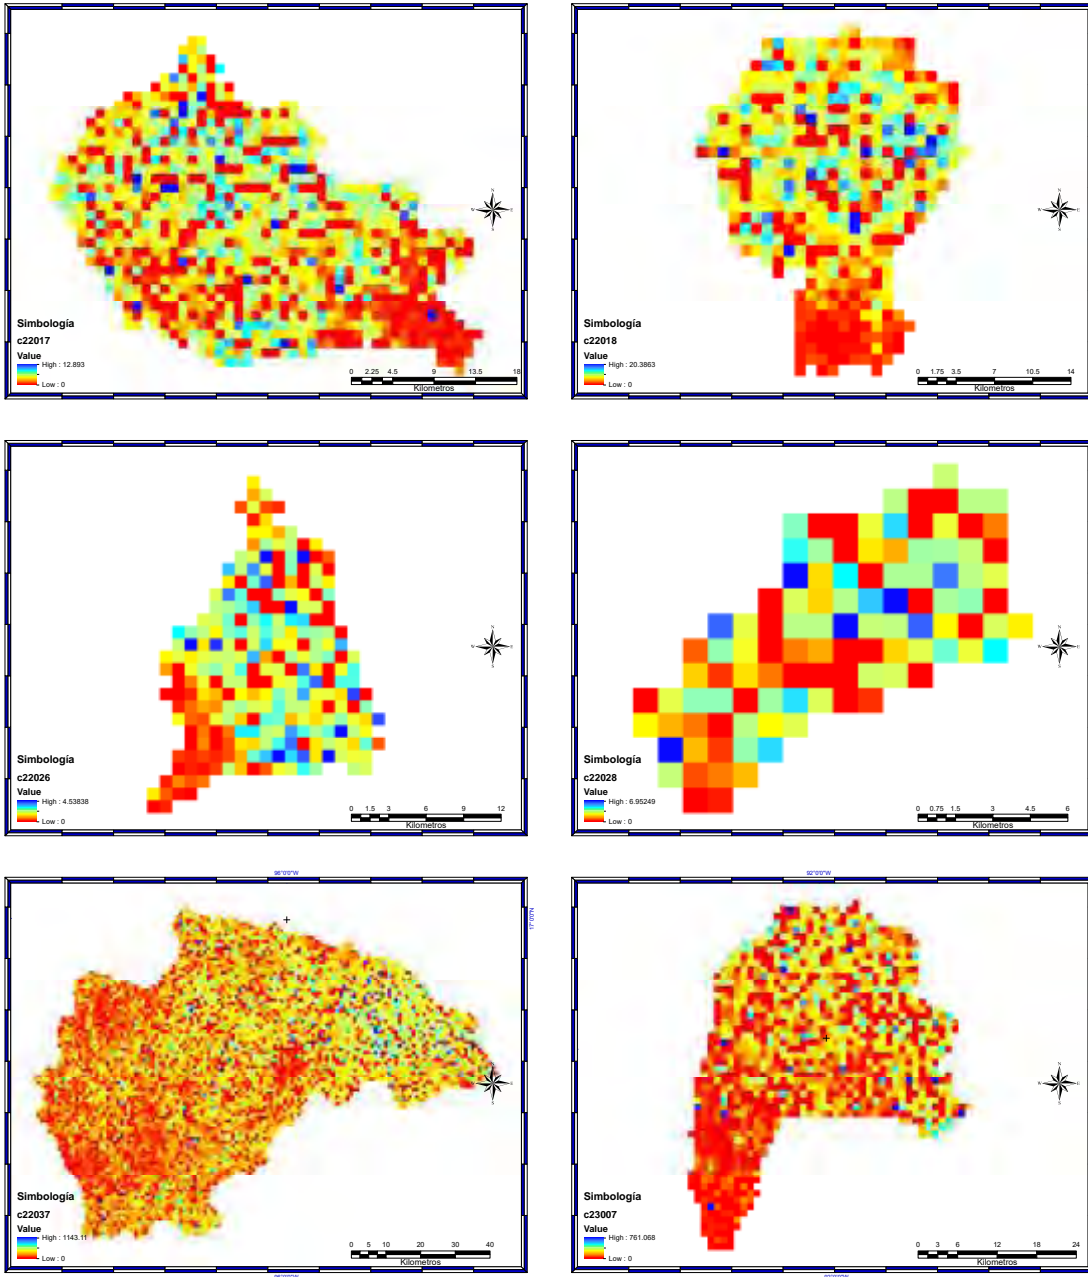 Simbología
c22017
Value
High : 12.893
Low : 0
0 2.25 4.5 9 13.5 18
Kilometros
N
W E
S
Simbología
c22018
Value
High : 20.3863
Low : 0
0 1.75 3.5 7 10.5 14
Kilometros
N
W E
S
Simbología
c22026
Value
High : 4.53838
Low : 0
0 1.5 3 6 9 12
Kilometros
N
W E
S
Simbología
c22028
Value
High : 6.95249
Low : 0
0 0.75 1.5 3 4.5 6
Kilometros
N
W E
S
96°0'0"W
17°0'0"N
Simbología
c22037
Value
High : 1143.11
Low : 0
0 5 10 20 30 40
Kilometros
N
W E
S
96°0'0"W
92°0'0"W
Simbología
c23007
Value
High : 761.068
Low : 0
0 3 6 12 18 24
Kilometros
N
W E
S